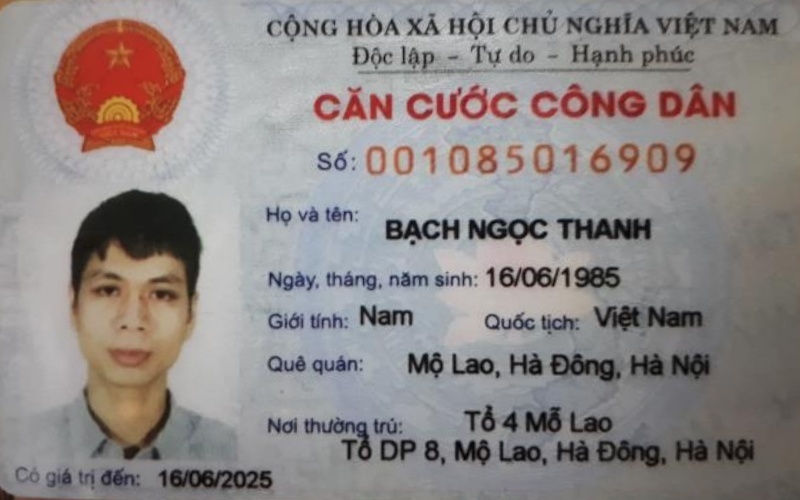 CỘNG HÒA XÃ HỘI CHỦ NGHĨA VIỆT NAM
Độc lập - Tự do - Hạnh phúc
CĂN CƯỚC CÔNG DÂN
Số: 001085016909
Họ và tên: BẠCH NGỌC THANH
Ngày, tháng, năm sinh: 16/06/1985
Giới tính: Nam Quốc tịch: Việt Nam
Quê quán: Mộ Lao, Hà Đông, Hà Nội
Nơi thường trú: Tổ 4 Mỗ Lao
Tổ DP 8, Mộ Lao, Hà Đông, Hà Nội
Có giá trị đến: 16/06/2025